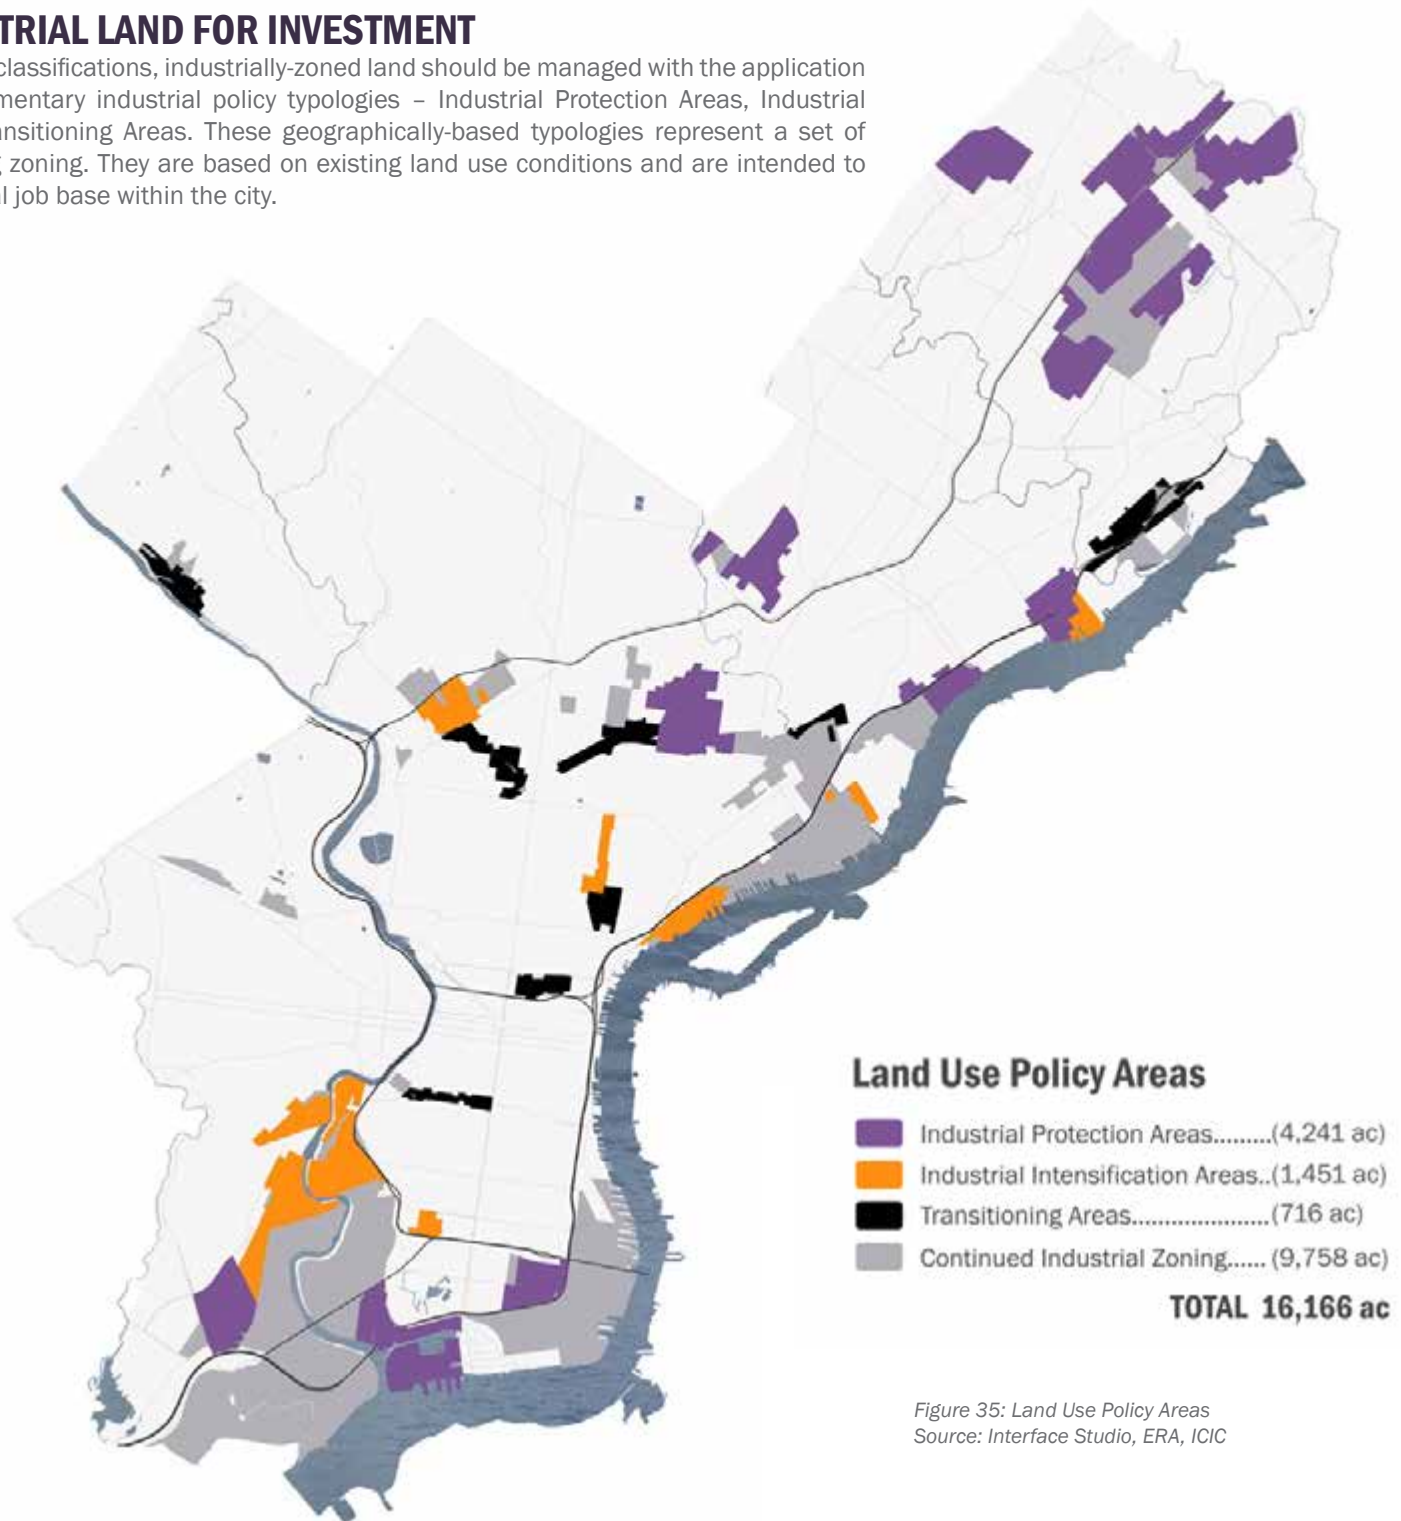 TRIAL LAND FOR INVESTMENT
classifications, industrially-zoned land should be managed with the application
mentary industrial policy typologies – Industrial Protection Areas, Industrial
ansitioning Areas. These geographically-based typologies represent a set of
zoning. They are based on existing land use conditions and are intended to
l job base within the city.
Land Use Policy Areas
Industrial Protection Areas.........(4,241 ac)
Industrial Intensification Areas..(1,451 ac)
Transitioning Areas......................(716 ac)
Continued Industrial Zoning...... (9,758 ac)
TOTAL 16,166 ac
Figure 35: Land Use Policy Areas
Source: Interface Studio, ERA, ICIC